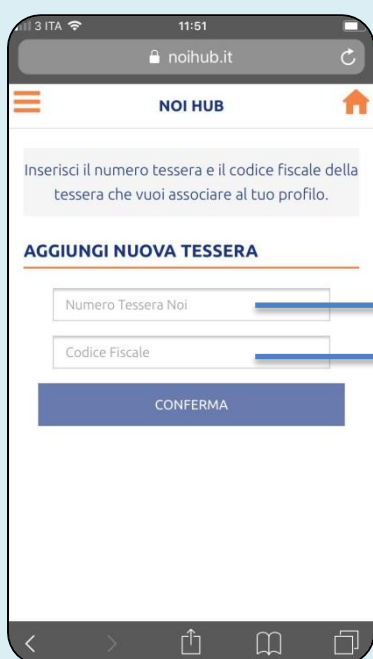 3 ITA 11:51
noihub.it
NOI HUB
Inserisci il numero tessera e il codice fiscale della
tessera che vuoi associare al tuo profilo.
AGGIUNGI NUOVA TESSERA
Numero Tessera Noi
Codice Fiscale
CONFERMA